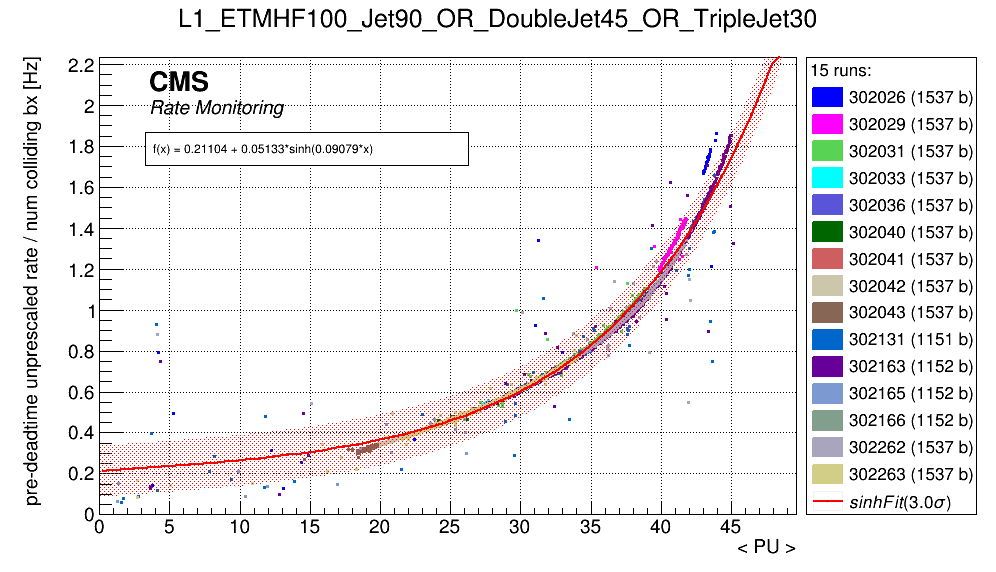 L1_ETMHF100_Jet90_OR_DoubleJet45_OR_TripleJet30
pre-deadtime unprescaled rate / num colliding bx [Hz]
2.2
2
1.8
1.6
1.4
1.2
1
0.8
0.6
0.4
0.2
0
CMS
Rate Monitoring
f(x) = 0.21104 + 0.05133*sinh(0.09079*x)
0 5 10 15 20 25 30 35 40 45
< PU >
15 runs:
302026 (1537 b)
302029 (1537 b)
302031 (1537 b)
302033 (1537 b)
302036 (1537 b)
302040 (1537 b)
302041 (1537 b)
302042 (1537 b)
302043 (1537 b)
302131 (1151 b)
302163 (1152 b)
302165 (1152 b)
302166 (1152 b)
302262 (1537 b)
302263 (1537 b)
sinhFit(3.0σ)